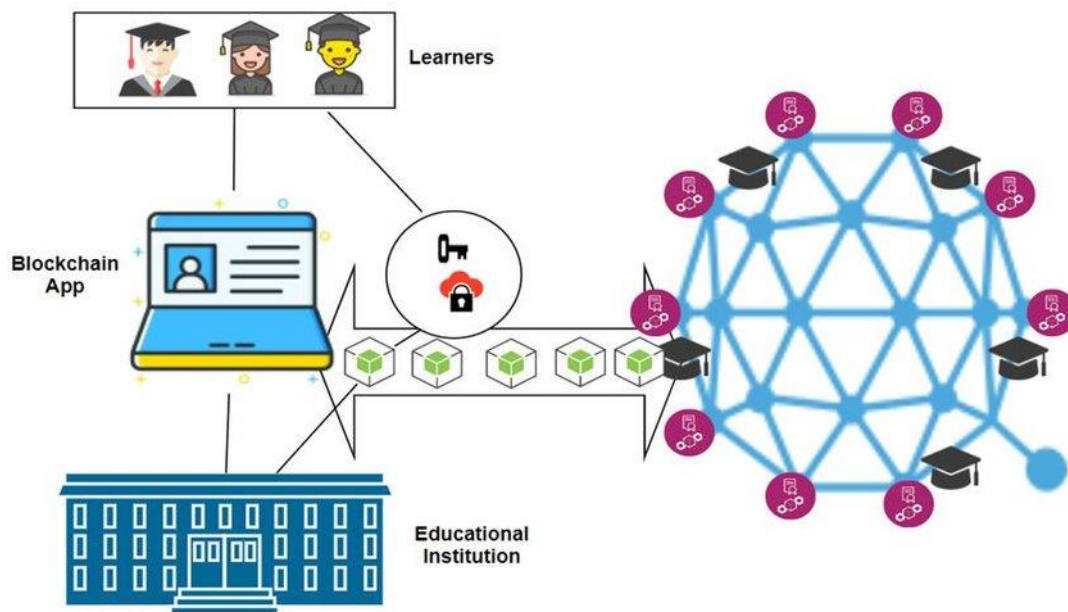 Learners
Blockchain
App
Educational
Institution